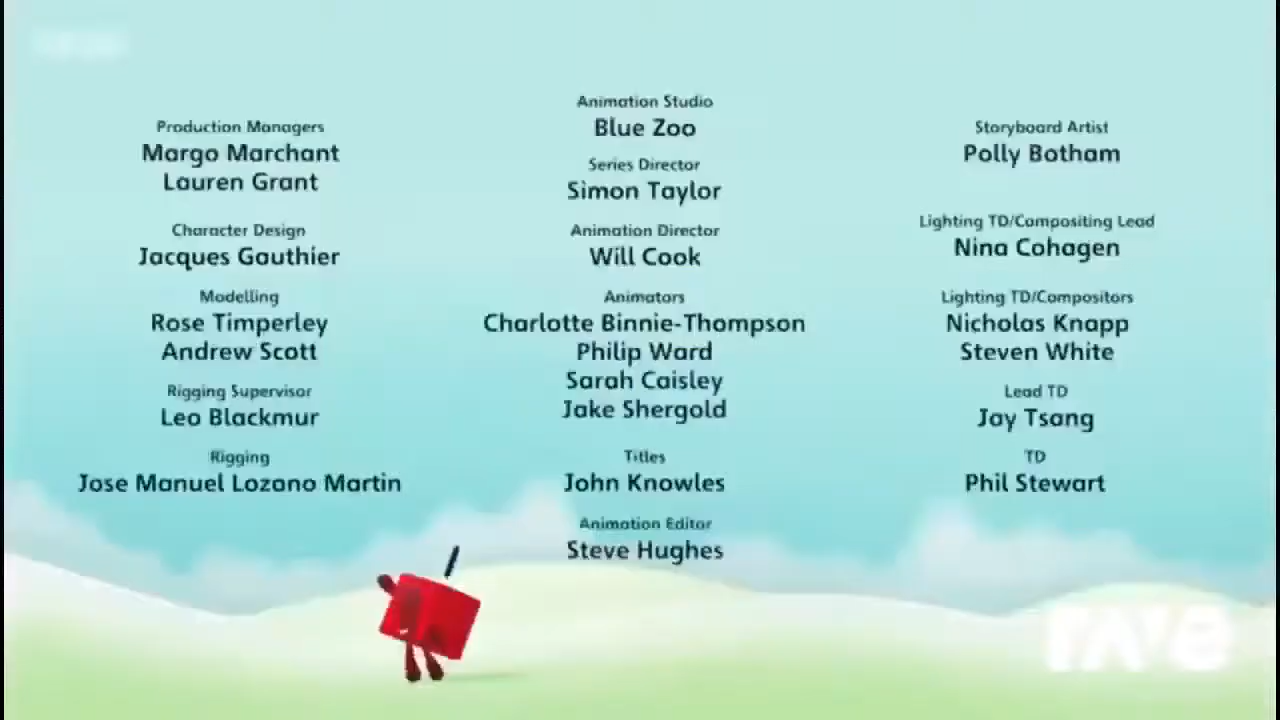 Production Managers
Margo Marchant
Lauren Grant
Character Design
Jacques Gauthier
Modelling
Rose Timperley
Andrew Scott
Rigging Supervisor
Leo Blackmur
Rigging
Jose Manuel Lozano Martin
Animation Studio
Blue Zoo
Series Director
Simon Taylor
Animation Director
Will Cook
Animators
Charlotte Binnie-Thompson
Philip Ward
Sarah Caisley
Jake Shergold
Titles
John Knowles
Animation Editor
Steve Hughes
Storyboard Artist
Polly Botham
Lighting TD/Compositing Lead
Nina Cohagen
Lighting TD/Compositors
Nicholas Knapp
Steven White
Lead TD
Jay Tsang
TD
Phil Stewart